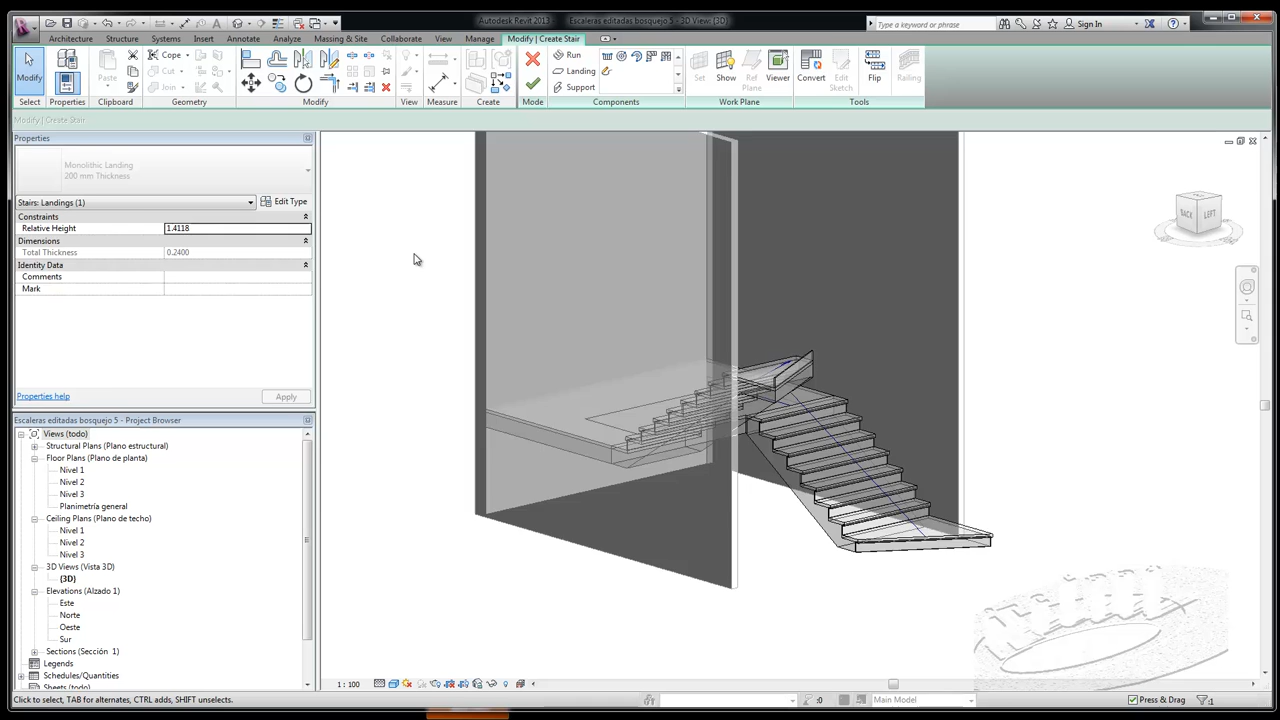 Autodesk Revit 2013 Escaleras editadas bosquejo 5 - 3D View: {3D}
Type a keyword or phrase
Sign In
Architecture Structure Systems Insert Annotate Analyze Massing & Site Collaborate View Manage Modify | Create Stair
Modify Paste Cope Cut Join Run Landing Support Set Show Ref Plane Viewer Convert Edit Sketch Flip Railing
Select Properties Clipboard Geometry Modify View Measure Create Mode Components Work Plane Tools
Modify | Create Stair
Properties
Monolithic Landing
200 mm Thickness
Stairs: Landings (1) Edit Type
Constraints
Relative Height 1.4118
Dimensions
Total Thickness 0.2400
Identity Data
Comments
Mark
Properties help Apply
Escaleras editadas bosquejo 5 - Project Browser
Views (todo)
Structural Plans (Plano estructural)
Floor Plans (Plano de planta)
Nivel 1
Nivel 2
Nivel 3
Planimetría general
Ceiling Plans (Plano de techo)
Nivel 1
Nivel 2
Nivel 3
3D Views (Vista 3D)
{3D}
Elevations (Alzado 1)
Este
Norte
Oeste
Sur
Sections (Sección 1)
Legends
Schedules/Quantities
Sheets (todo)
BACK LEFT
1 : 100
Click to select, TAB for alternates, CTRL adds, SHIFT unselects. :0 Main Model Press & Drag :1